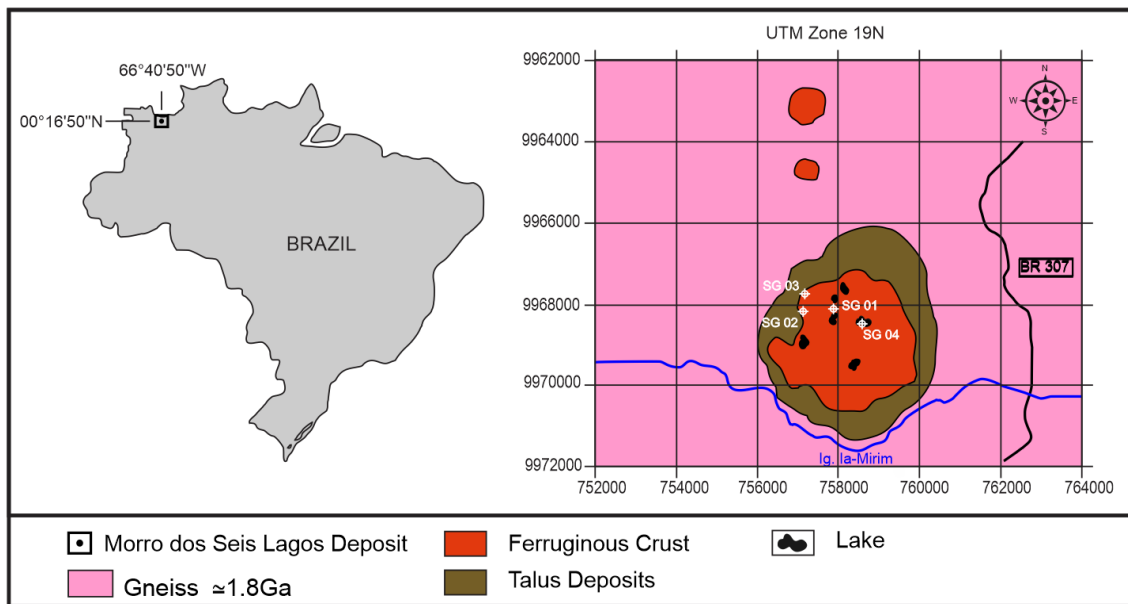 UTM Zone 19N
66°40'50"W
00°16'50"N
BRAZIL
9962000
9964000
9966000
9968000
9970000
9972000
752000
754000
756000
758000
760000
762000
764000
N
W
E
S
BR 307
SG 03
SG 01
SG 02
SG 04
Ig. Ia-Mirim
Morro dos Seis Lagos Deposit
Ferruginous Crust
Lake
Gneiss ≃1.8Ga
Talus Deposits